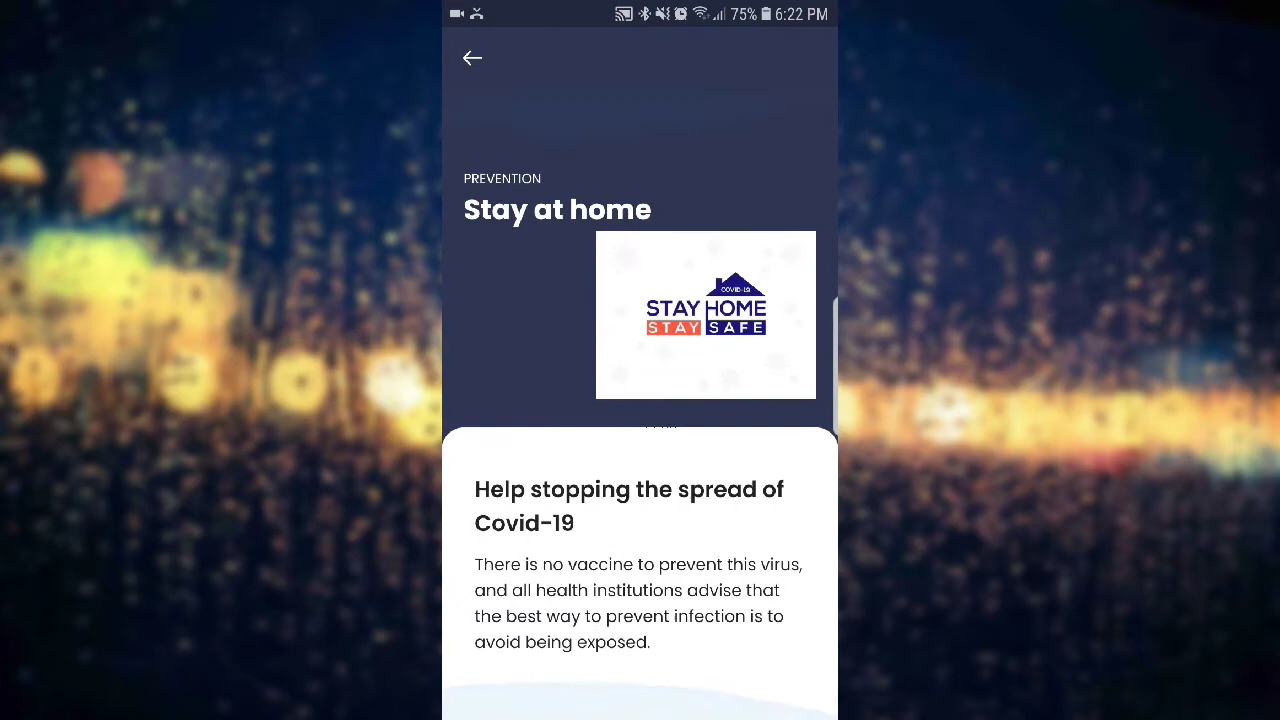 75% 6:22 PM
PREVENTION
Stay at home
COVID-19
STAY HOME
STAY SAFE
Help stopping the spread of
Covid-19
There is no vaccine to prevent this virus,
and all health institutions advise that
the best way to prevent infection is to
avoid being exposed.